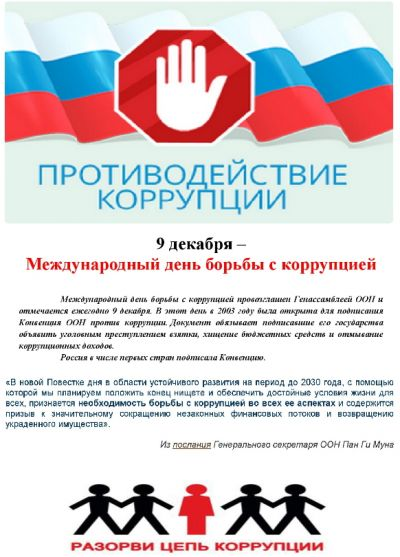 ПРОТИВОДЕЙСТВИЕ
КОРРУПЦИИ
9 декабря –
Международный день борьбы с коррупцией
Международный день борьбы с коррупцией провозглашен Генассамблеей ООН и
отмечается ежегодно 9 декабря. В этот день в 2003 году была открыта для подписания
Конвенция ООН против коррупции. Документ обязывает подписавшие его государства
объявить уголовным преступлением взятки, хищение бюджетных средств и отмывание
коррупционных доходов.
Россия в числе первых стран подписала Конвенцию.
«В новой Повестке дня в области устойчивого развития на период до 2030 года, с помощью
которой мы планируем положить конец нищете и обеспечить достойные условия жизни для
всех, признается необходимость борьбы с коррупцией во всех ее аспектах и содержится
призыв к значительному сокращению незаконных финансовых потоков и возвращению
украденного имущества».
Из послания Генерального секретаря ООН Пан Ги Муна
РАЗОРВИ ЦЕПЬ КОРРУПЦИИ